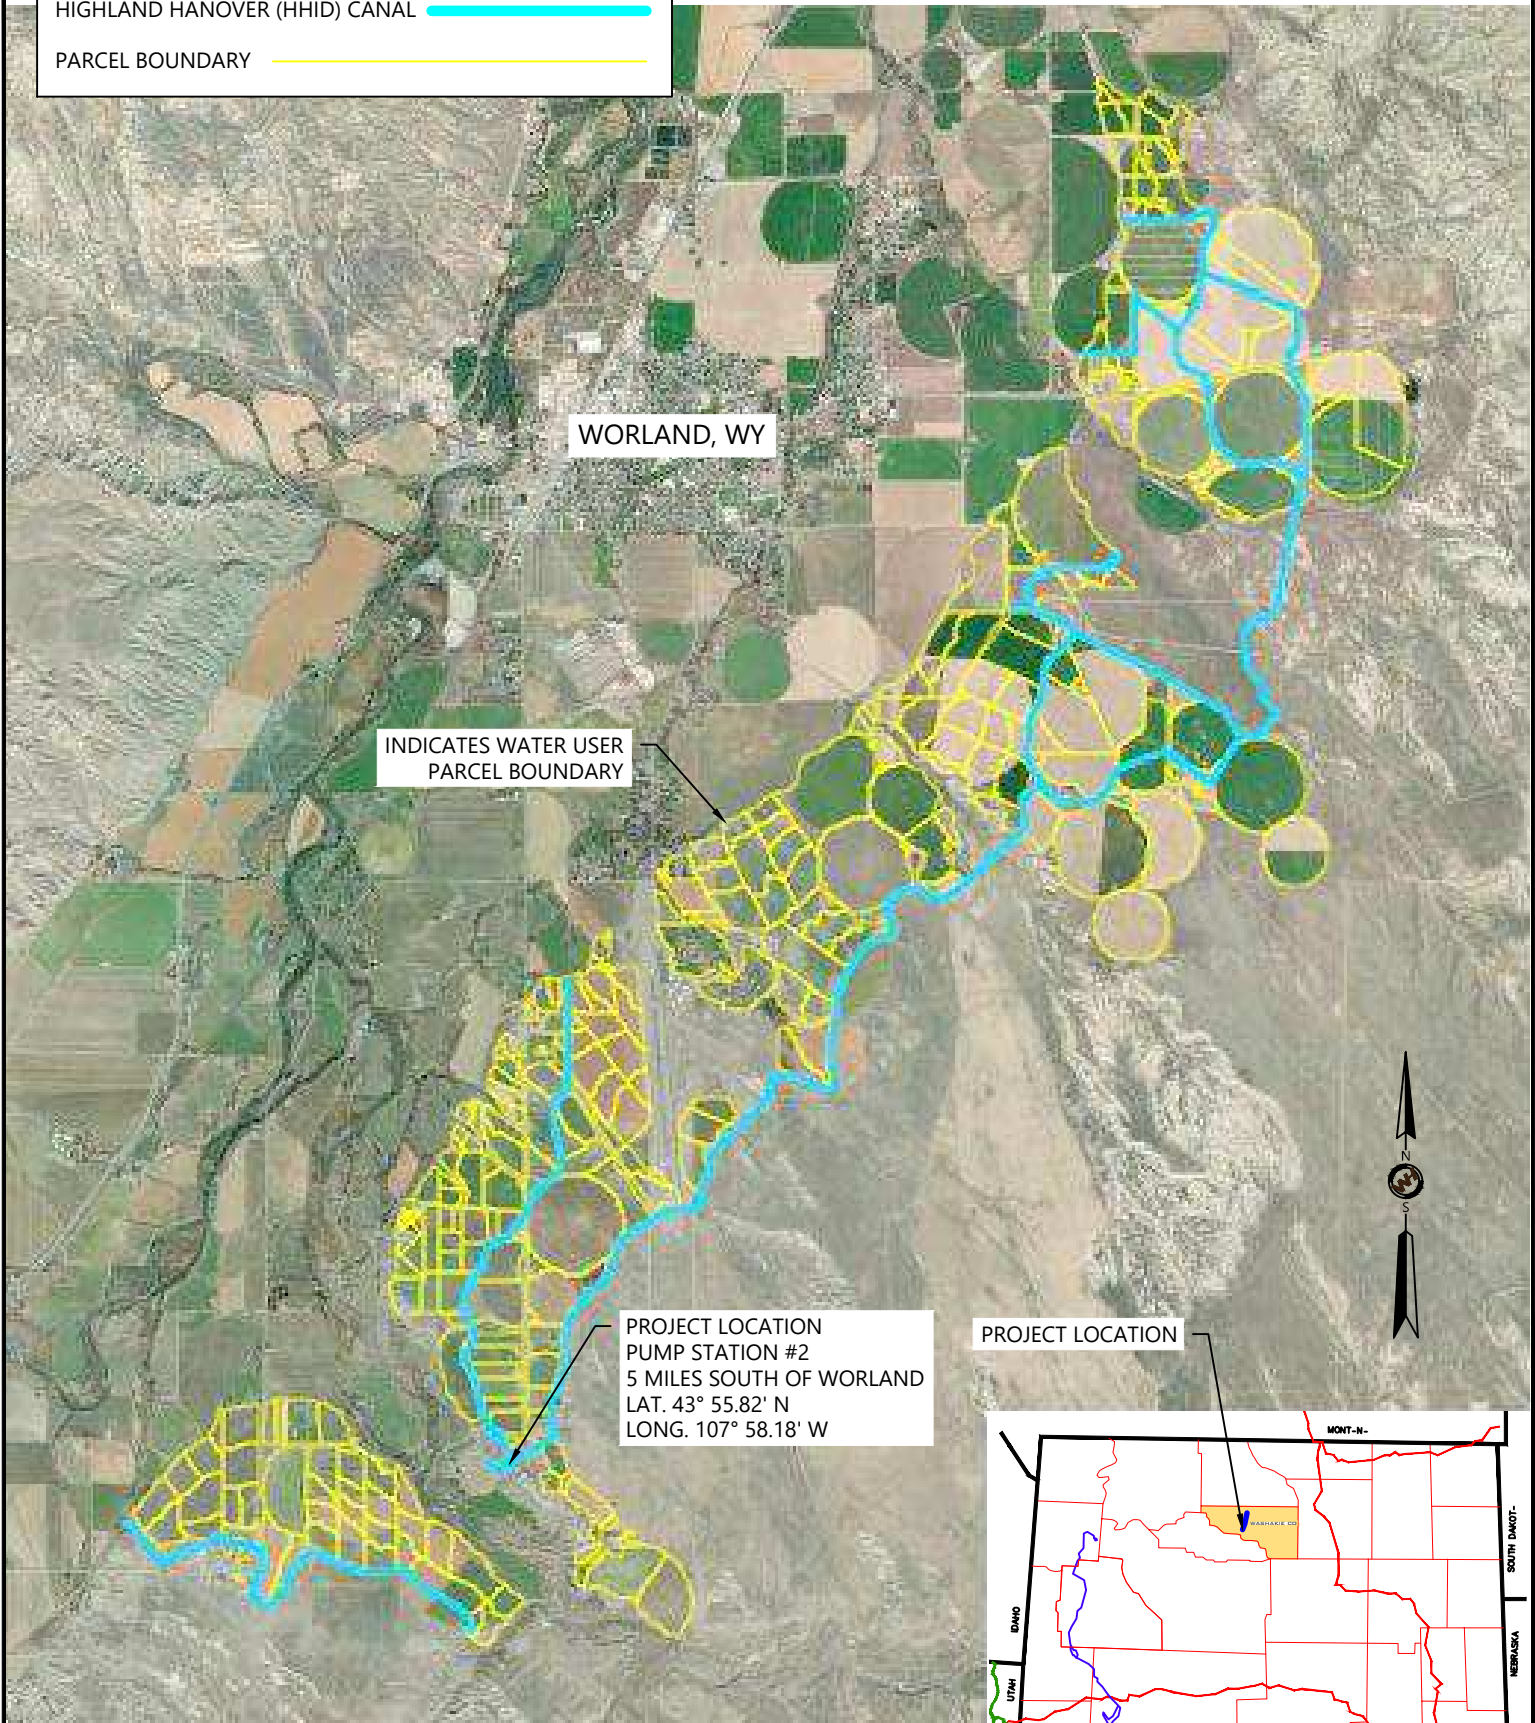 HIGHLAND HANOVER (HHID) CANAL
PARCEL BOUNDARY
WORLAND, WY
INDICATES WATER USER
PARCEL BOUNDARY
N
S
PROJECT LOCATION
PUMP STATION #2
5 MILES SOUTH OF WORLAND
LAT. 43° 55.82' N
LONG. 107° 58.18' W
PROJECT LOCATION
MONT-N-
WASHAKIE CO
SOUTH DAKOT-
IDAHO
NEBRASKA
UTAH